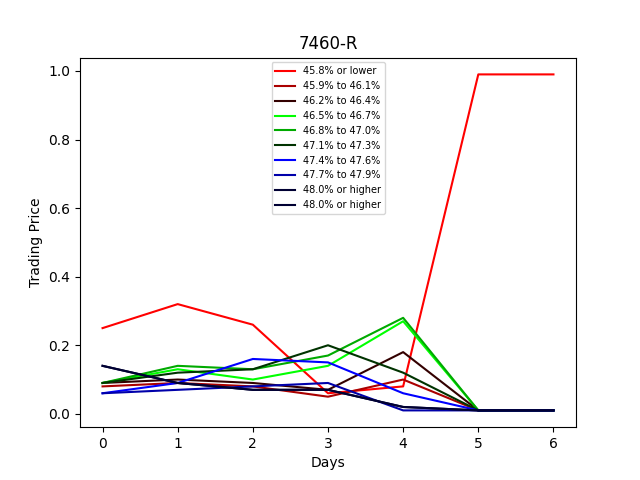 7460-R
1.0
0.8
0.6
0.4
0.2
0.0
Trading Price
45.8% or lower
45.9% to 46.1%
46.2% to 46.4%
46.5% to 46.7%
46.8% to 47.0%
47.1% to 47.3%
47.4% to 47.6%
47.7% to 47.9%
48.0% or higher
48.0% or higher
0 1 2 3 4 5 6
Days